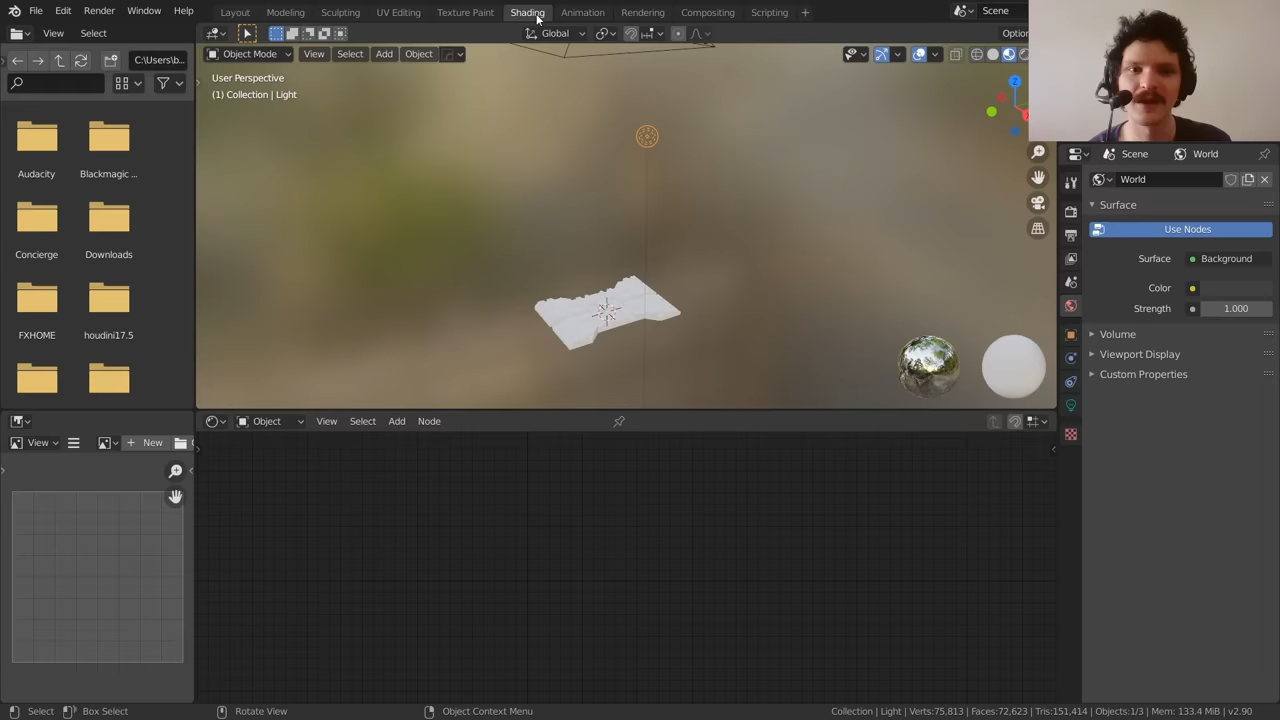 File Edit Render Window Help Layout Modeling Sculpting UV Editing Texture Paint Shading Animation Rendering Compositing Scripting + Scene
View Select Global Optior
C:\Users\b... Object Mode View Select Add Object
User Perspective
(1) Collection | Light
Z
Audacity Blackmagic ...
Concierge Downloads
FXHOME houdini17.5
Scene World
World
Surface
Use Nodes
Surface Background
Color
Strength 1.000
Volume
Viewport Display
Custom Properties
Object View Select Add Node
View + New
Select Box Select Rotate View Object Context Menu Collection | Light | Verts:75,813 | Faces:72,623 | Tris:151,414 | Objects:1/3 | Mem: 133.4 MiB | v2.90